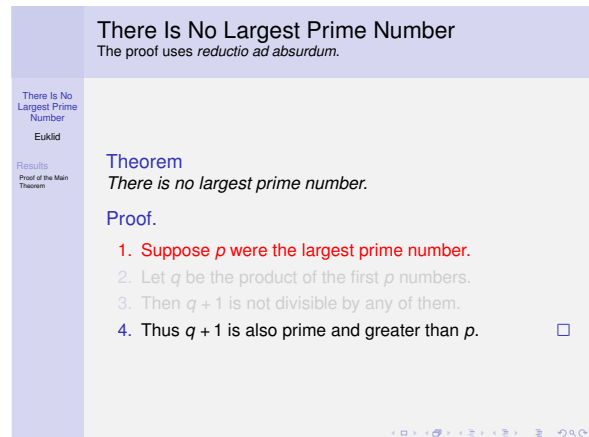 There Is No Largest Prime Number
The proof uses reductio ad absurdum.
There Is No
Largest Prime
Number
Euklid
Results
Proof of the Main
Theorem
Theorem
There is no largest prime number.
Proof.
1. Suppose p were the largest prime number.
2. Let q be the product of the first p numbers.
3. Then q + 1 is not divisible by any of them.
4. Thus q + 1 is also prime and greater than p. □